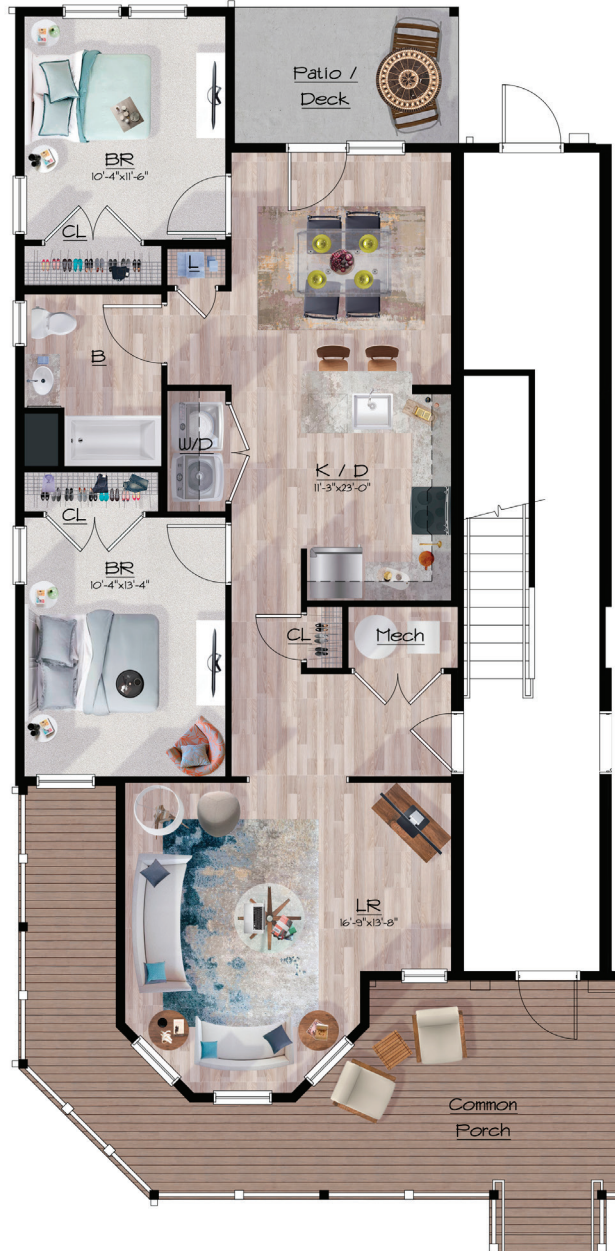 Patio /
Deck
BR
10'-4"x11'-6"
CL
L
B
W/D
K / D
11'-3"x23'-0"
CL
BR
10'-4"x13'-4"
CL
Mech
LR
16'-9"x13'-8"
Common
Porch